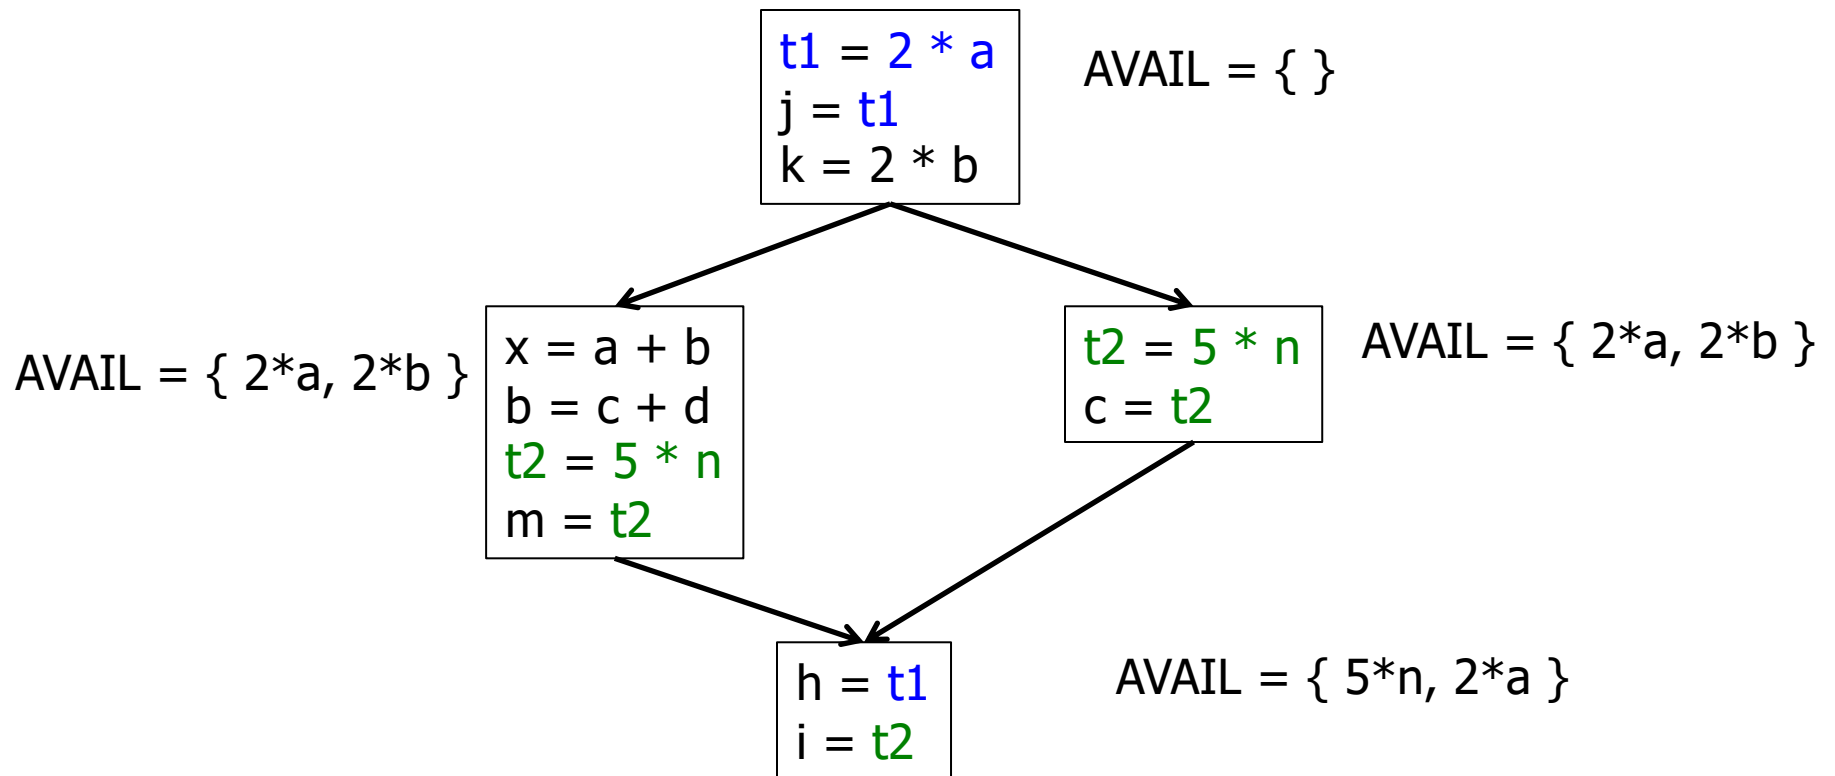 t1 = 2 * a
j = t1
k = 2 * b
AVAIL = { }
AVAIL = { 2*a, 2*b }
x = a + b
b = c + d
t2 = 5 * n
m = t2
t2 = 5 * n
c = t2
AVAIL = { 2*a, 2*b }
h = t1
i = t2
AVAIL = { 5*n, 2*a }